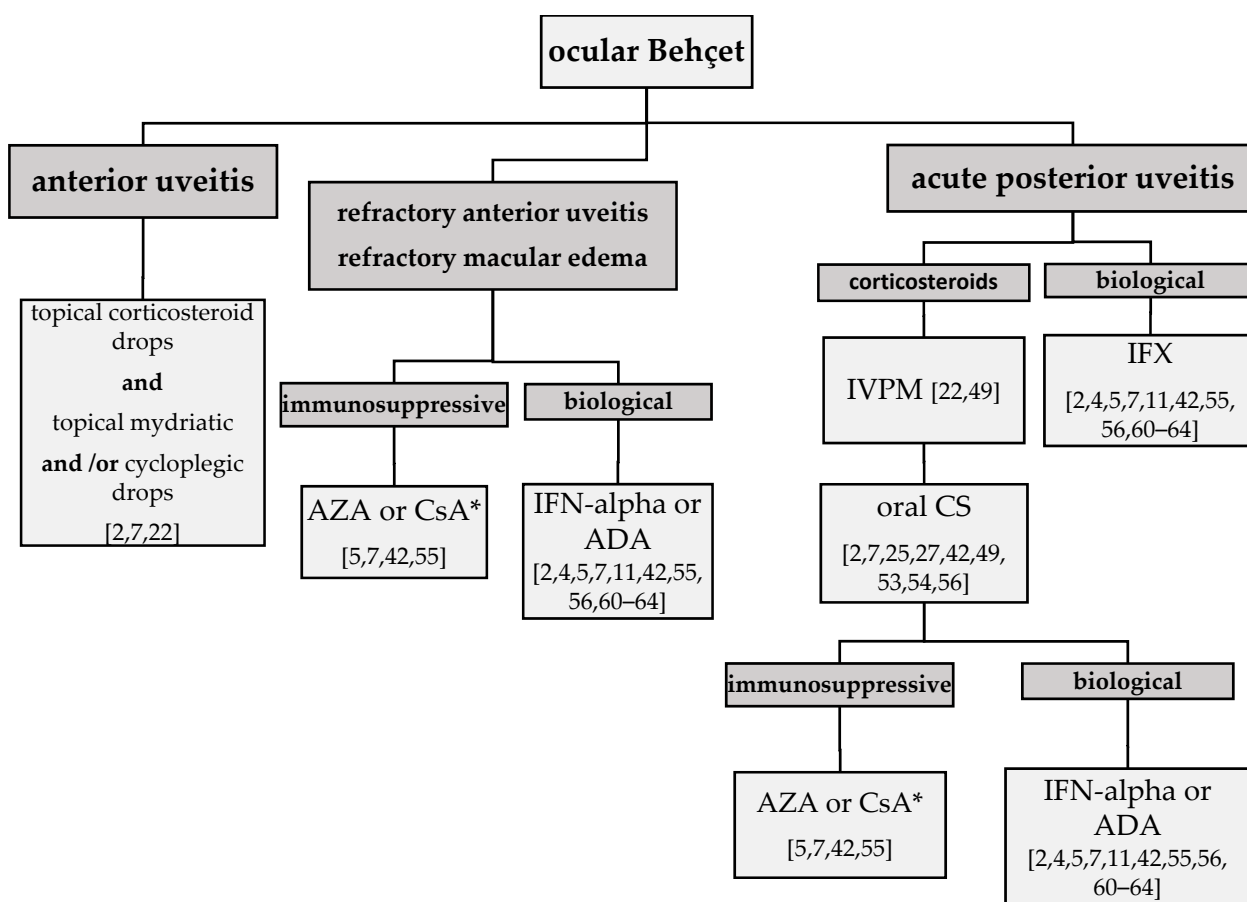 ocular Behçet
anterior uveitis
topical corticosteroid
drops
and
topical mydriatic
and /or cycloplegic
drops
[2,7,22]
refractory anterior uveitis
refractory macular edema
immunosuppressive
AZA or CsA*
[5,7,42,55]
biological
IFN-alpha or
ADA
[2,4,5,7,11,42,55,
56,60–64]
acute posterior uveitis
corticosteroids
IVPM [22,49]
oral CS
[2,7,25,27,42,49,
53,54,56]
immunosuppressive
AZA or CsA*
[5,7,42,55]
biological
IFN-alpha or
ADA
[2,4,5,7,11,42,55,56,
60–64]
biological
IFX
[2,4,5,7,11,42,55,
56,60–64]